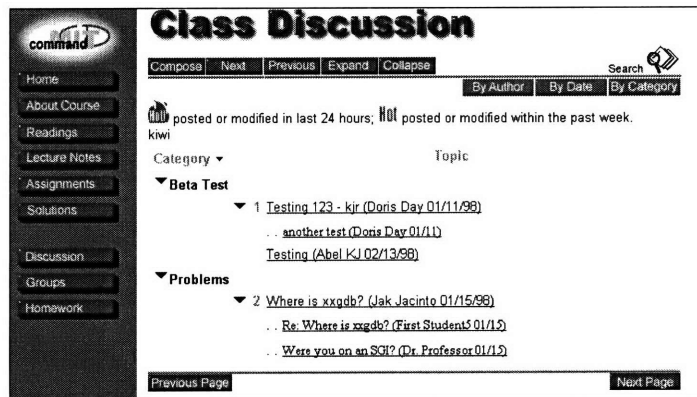 Class Discussion
command
Compose Next Previous Expand Collapse
Search
By Author By Date By Category
Home
About Course
Readings
Lecture Notes
Assignments
Solutions
Discussion
Groups
Homework
posted or modified in last 24 hours; Hot posted or modified within the past week.
kiwi
Category Topic
Beta Test
1 Testing 123 - kjr (Doris Day 01/11/98)
. . another test (Doris Day 01/11)
Testing (Abel KJ 02/13/98)
Problems
2 Where is xxgdb? (Jak Jacinto 01/15/98)
. . Re: Where is xxgdb? (First Student5 01/15)
. . Were you on an SGI? (Dr. Professor 01/15)
Previous Page Next Page